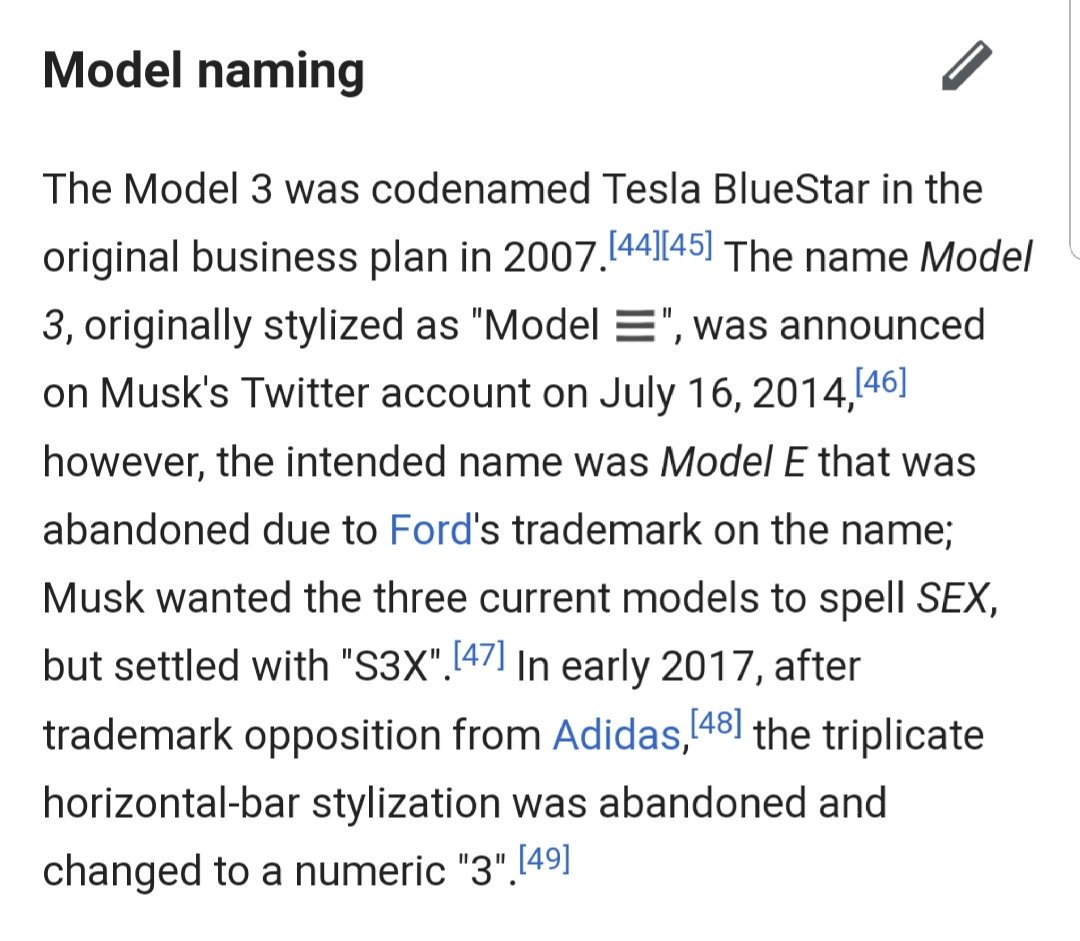 Model naming
The Model 3 was codenamed Tesla BlueStar in the
original business plan in 2007.[44][45] The name Model
3, originally stylized as "Model ☰", was announced
on Musk's Twitter account on July 16, 2014,[46]
however, the intended name was Model E that was
abandoned due to Ford's trademark on the name;
Musk wanted the three current models to spell SEX,
but settled with "S3X".[47] In early 2017, after
trademark opposition from Adidas,[48] the triplicate
horizontal-bar stylization was abandoned and
changed to a numeric "3".[49]